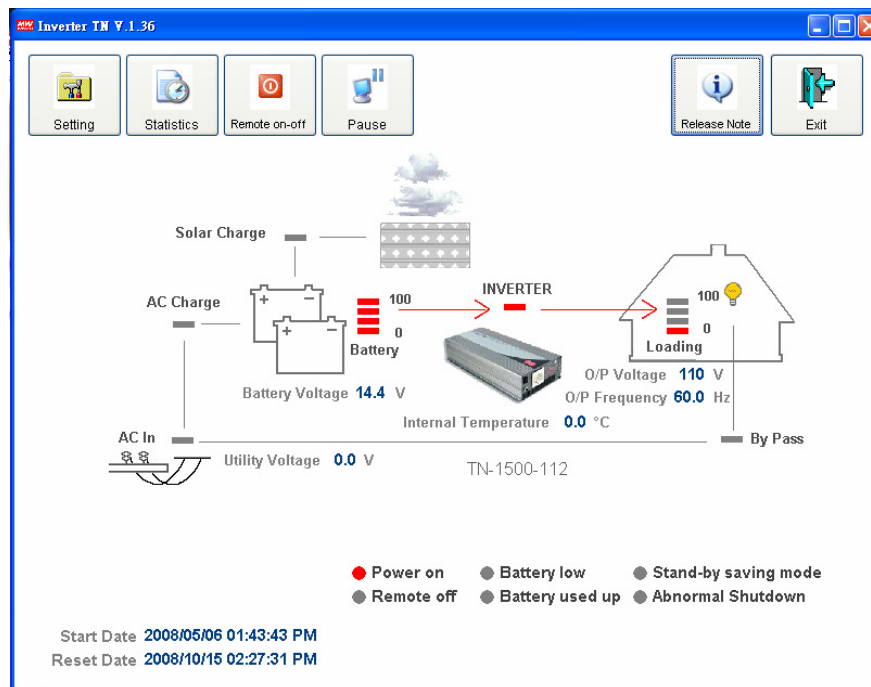 MW Inverter TN V.1.36
Setting
Statistics
Remote on-off
Pause
Release Note
Exit
Solar Charge
AC Charge
INVERTER
100
0
Battery
100
0
Loading
Battery Voltage 14.4 V
O/P Voltage 110 V
O/P Frequency 60.0 Hz
Internal Temperature 0.0 °C
AC In
By Pass
Utility Voltage 0.0 V
TN-1500-112
Power on
Battery low
Stand-by saving mode
Remote off
Battery used up
Abnormal Shutdown
Start Date 2008/05/06 01:43:43 PM
Reset Date 2008/10/15 02:27:31 PM